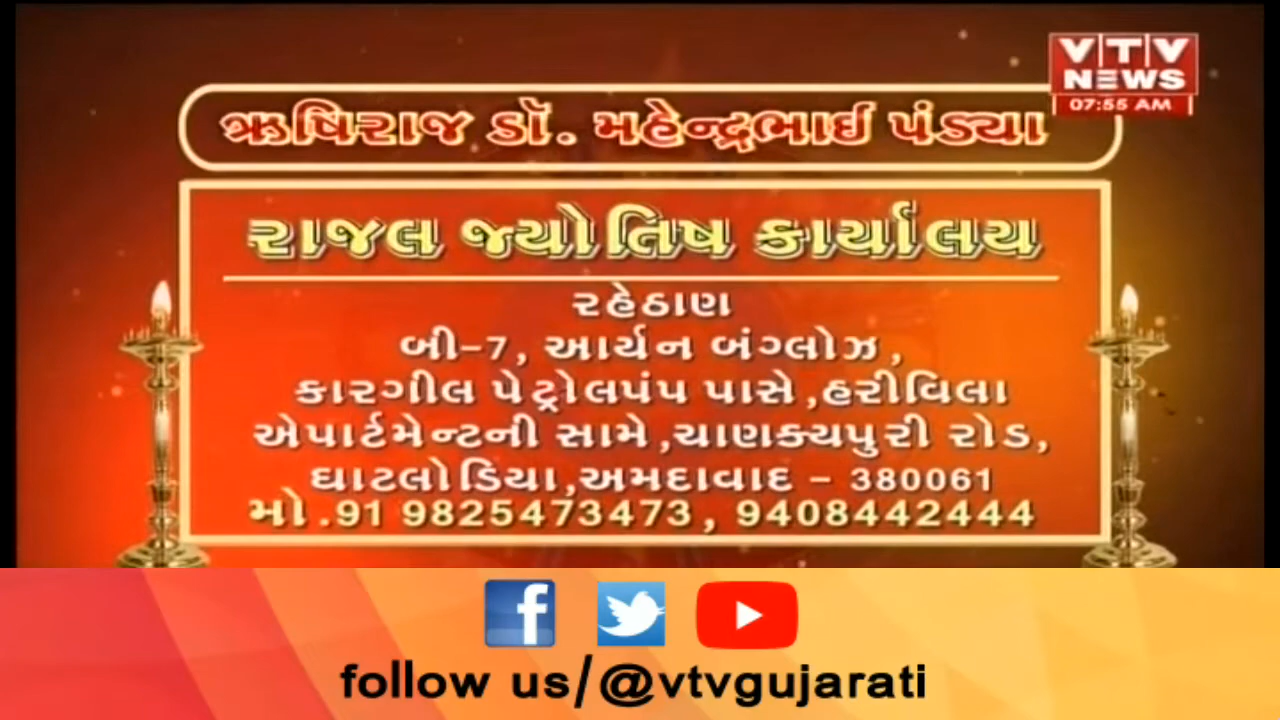 V T V
NEWS
07:55 AM
ઋષિરાજ ડૉ. મહેન્દ્રભાઈ પંડ્યા
રાજલ જ્યોતિષ કાર્યાલય
રહેઠાણ
બી-7, આર્યન બંગ્લોઝ,
કારગીલ પેટ્રોલપંપ પાસે,હરીવિલા
એપાર્ટમેન્ટની સામે,ચાણક્યપુરી રોડ,
ઘાટલોડિયા,અમદાવાદ - 380061
મો.91 9825473473, 9408442444
follow us/@vtvgujarati